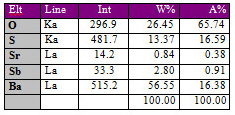 Elt Line Int W% A%
O Ka 296.9 26.45 65.74
S Ka 481.7 13.37 16.59
Sr La 14.2 0.84 0.38
Sb La 33.3 2.80 0.91
Ba La 515.2 56.55 16.38
100.00 100.00